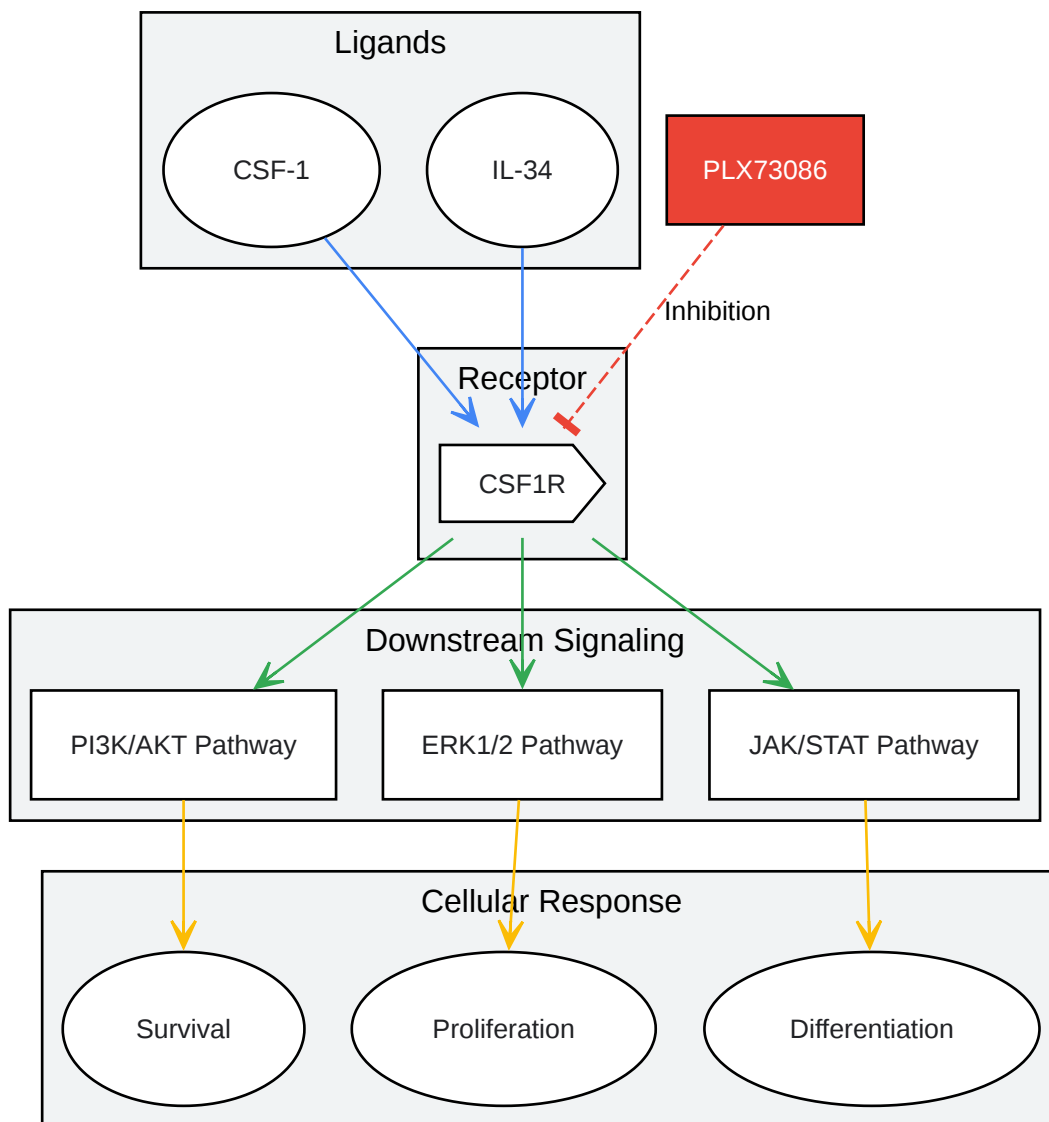 Ligands
CSF-1
IL-34
PLX73086
Inhibition
Receptor
CSF1R
Downstream Signaling
PI3K/AKT Pathway
ERK1/2 Pathway
JAK/STAT Pathway
Cellular Response
Survival
Proliferation
Differentiation